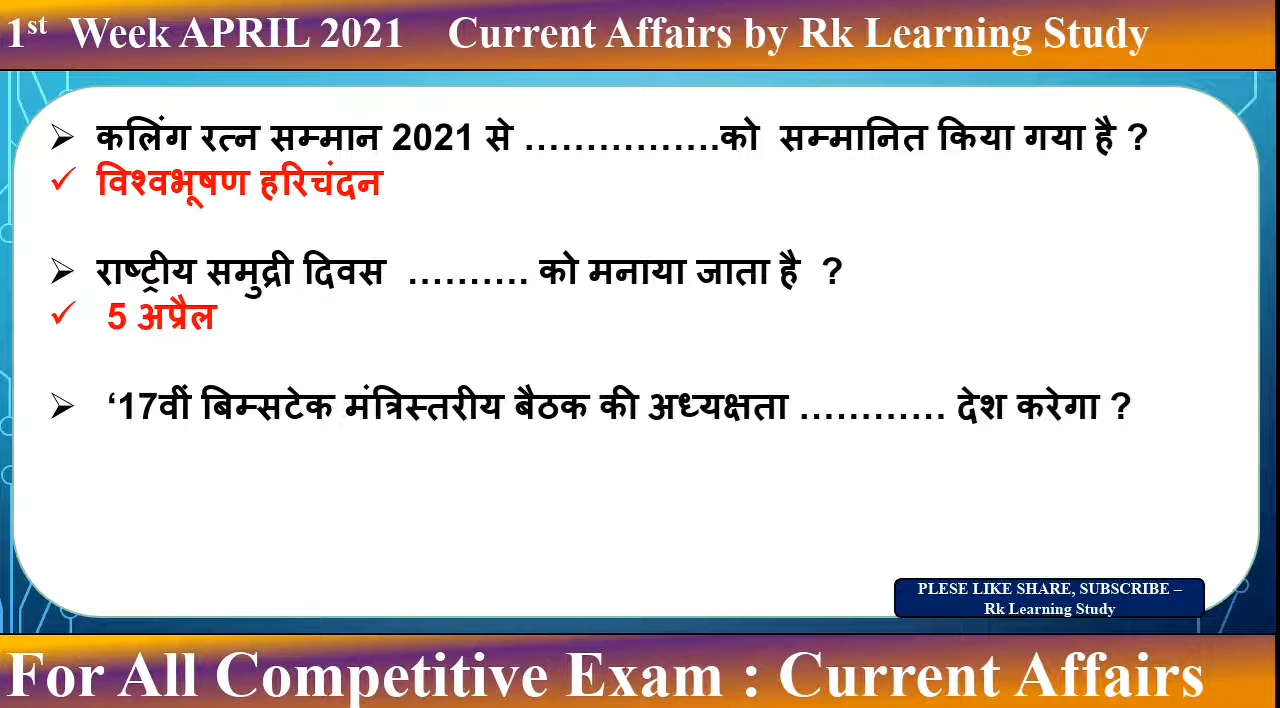 1st Week APRIL 2021 Current Affairs by Rk Learning Study
➢ कलिंग रत्न सम्मान 2021 से …………….को सम्मानित किया गया है ?
✓ विश्वभूषण हरिचंदन
➢ राष्ट्रीय समुद्री दिवस ………. को मनाया जाता है ?
✓ 5 अप्रैल
➢ ‘17वीं बिम्सटेक मंत्रिस्तरीय बैठक की अध्यक्षता ………… देश करेगा ?
PLESE LIKE SHARE, SUBSCRIBE –
Rk Learning Study
For All Competitive Exam : Current Affairs